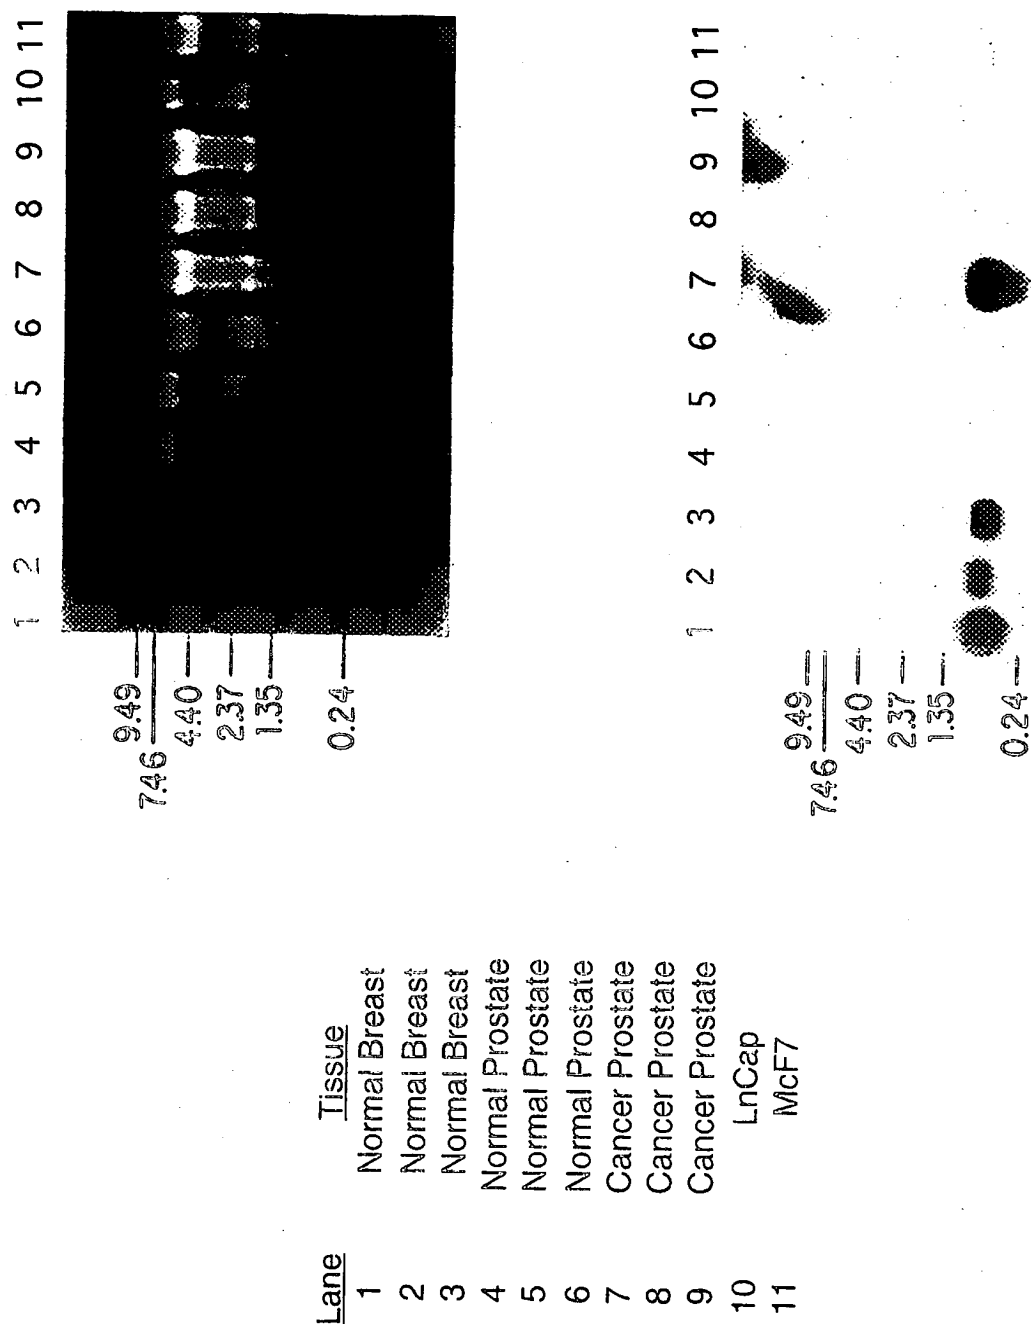 1 2 3 4 5 6 7 8 9 10 11
9.49
7.46
4.40
2.37
1.35
0.24
1 2 3 4 5 6 7 8 9 10 11
9.49
7.46
4.40
2.37
1.35
0.24
Lane Tissue
1 Normal Breast
2 Normal Breast
3 Normal Breast
4 Normal Prostate
5 Normal Prostate
6 Normal Prostate
7 Cancer Prostate
8 Cancer Prostate
9 Cancer Prostate
10 LnCap
11 McF7